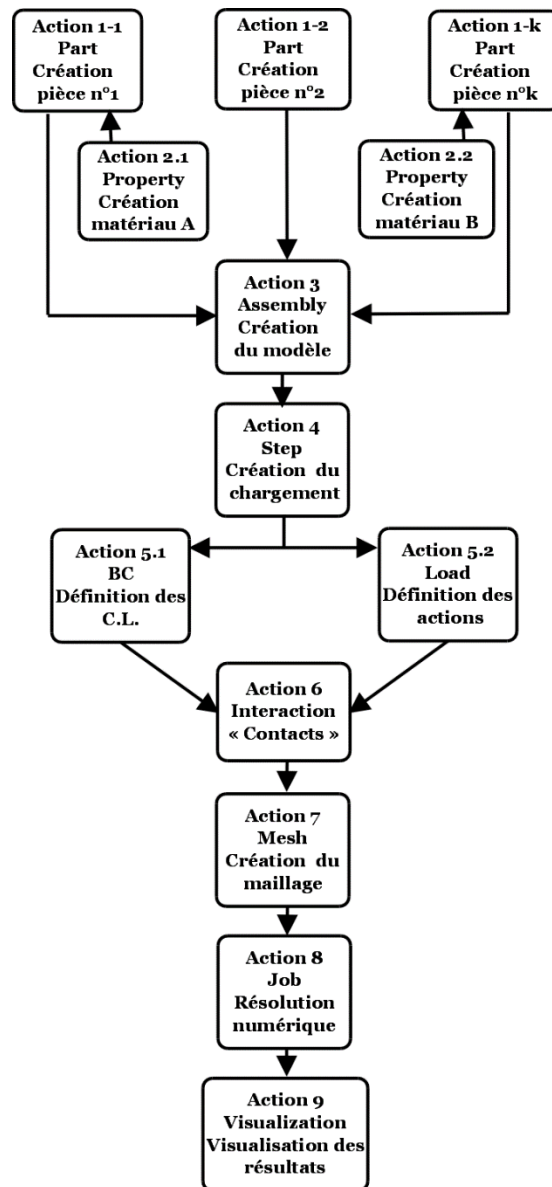 Action 1-1
Part
Création
pièce n°1
Action 1-2
Part
Création
pièce n°2
Action 1-k
Part
Création
pièce n°k
Action 2.1
Property
Création
matériau A
Action 2.2
Property
Création
matériau B
Action 3
Assembly
Création
du modèle
Action 4
Step
Création du
chargement
Action 5.1
BC
Définition des
C.L.
Action 5.2
Load
Définition des
actions
Action 6
Interaction
« Contacts »
Action 7
Mesh
Création du
maillage
Action 8
Job
Résolution
numérique
Action 9
Visualization
Visualisation des
résultats